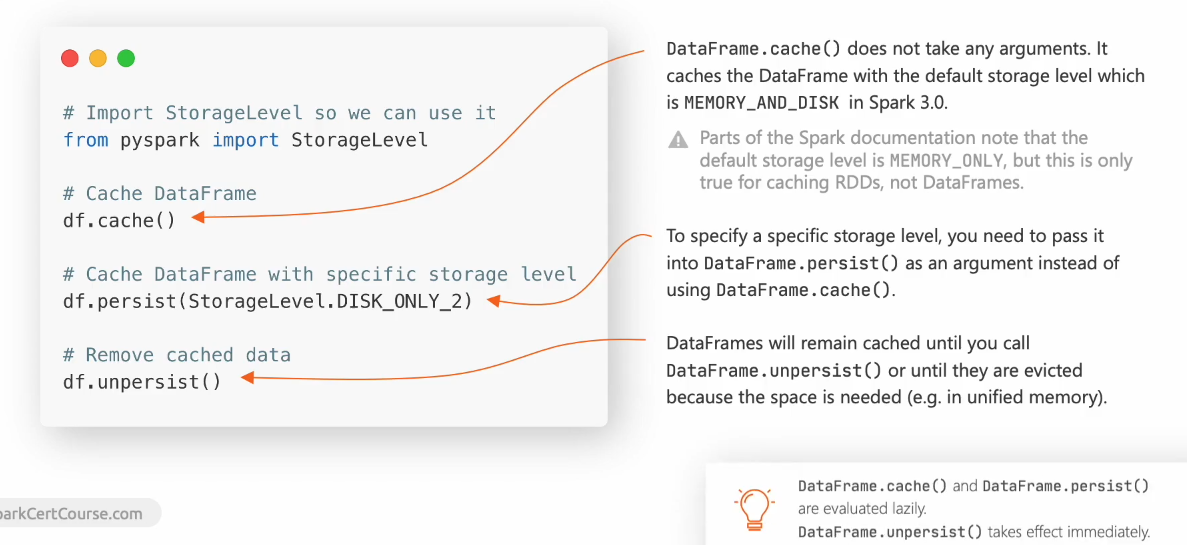 # Import StorageLevel so we can use it
from pyspark import StorageLevel
# Cache DataFrame
df.cache()
# Cache DataFrame with specific storage level
df.persist(StorageLevel.DISK_ONLY_2)
# Remove cached data
df.unpersist()
DataFrame.cache() does not take any arguments. It
caches the DataFrame with the default storage level which
is MEMORY_AND_DISK in Spark 3.0.
Parts of the Spark documentation note that the
default storage level is MEMORY_ONLY, but this is only
true for caching RDDs, not DataFrames.
To specify a specific storage level, you need to pass it
into DataFrame.persist() as an argument instead of
using DataFrame.cache().
DataFrames will remain cached until you call
DataFrame.unpersist() or until they are evicted
because the space is needed (e.g. in unified memory).
arkCertCourse.com
DataFrame.cache() and DataFrame.persist()
are evaluated lazily.
DataFrame.unpersist() takes effect immediately.